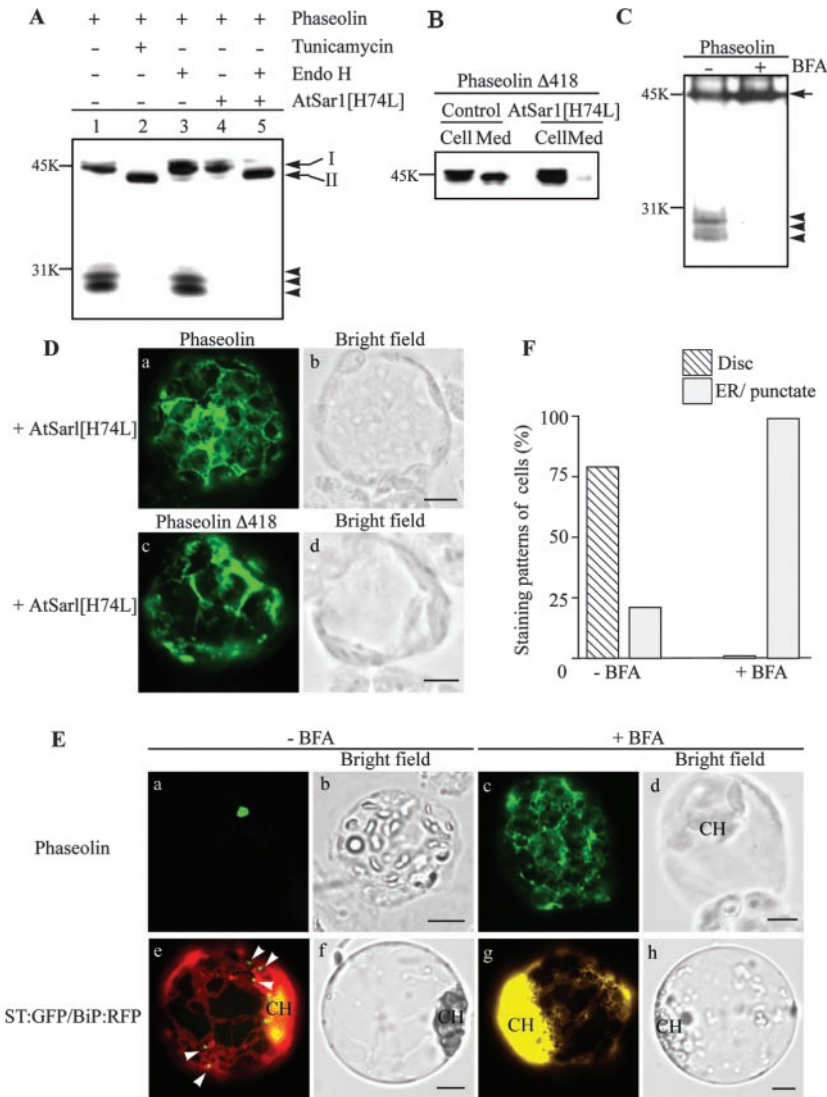 A
+ + + + + Phaseolin
- + - - - Tunicamycin
- - + - + Endo H
- - - + + AtSar1[H74L]
1 2 3 4 5
45K
I
II
31K
B
Phaseolin Δ418
Control AtSar1[H74L]
Cell Med Cell Med
45K
C
Phaseolin
- + BFA
45K
31K
D
Phaseolin Bright field
a b
+ AtSarl[H74L]
Phaseolin Δ418 Bright field
c d
+ AtSarl[H74L]
F
Disc
ER/ punctate
Staining patterns of cells (%)
100
75
50
25
0
- BFA + BFA
E
- BFA + BFA
Bright field Bright field
a b c d
CH
Phaseolin
e f g h
CH CH CH CH
ST:GFP/BiP:RFP